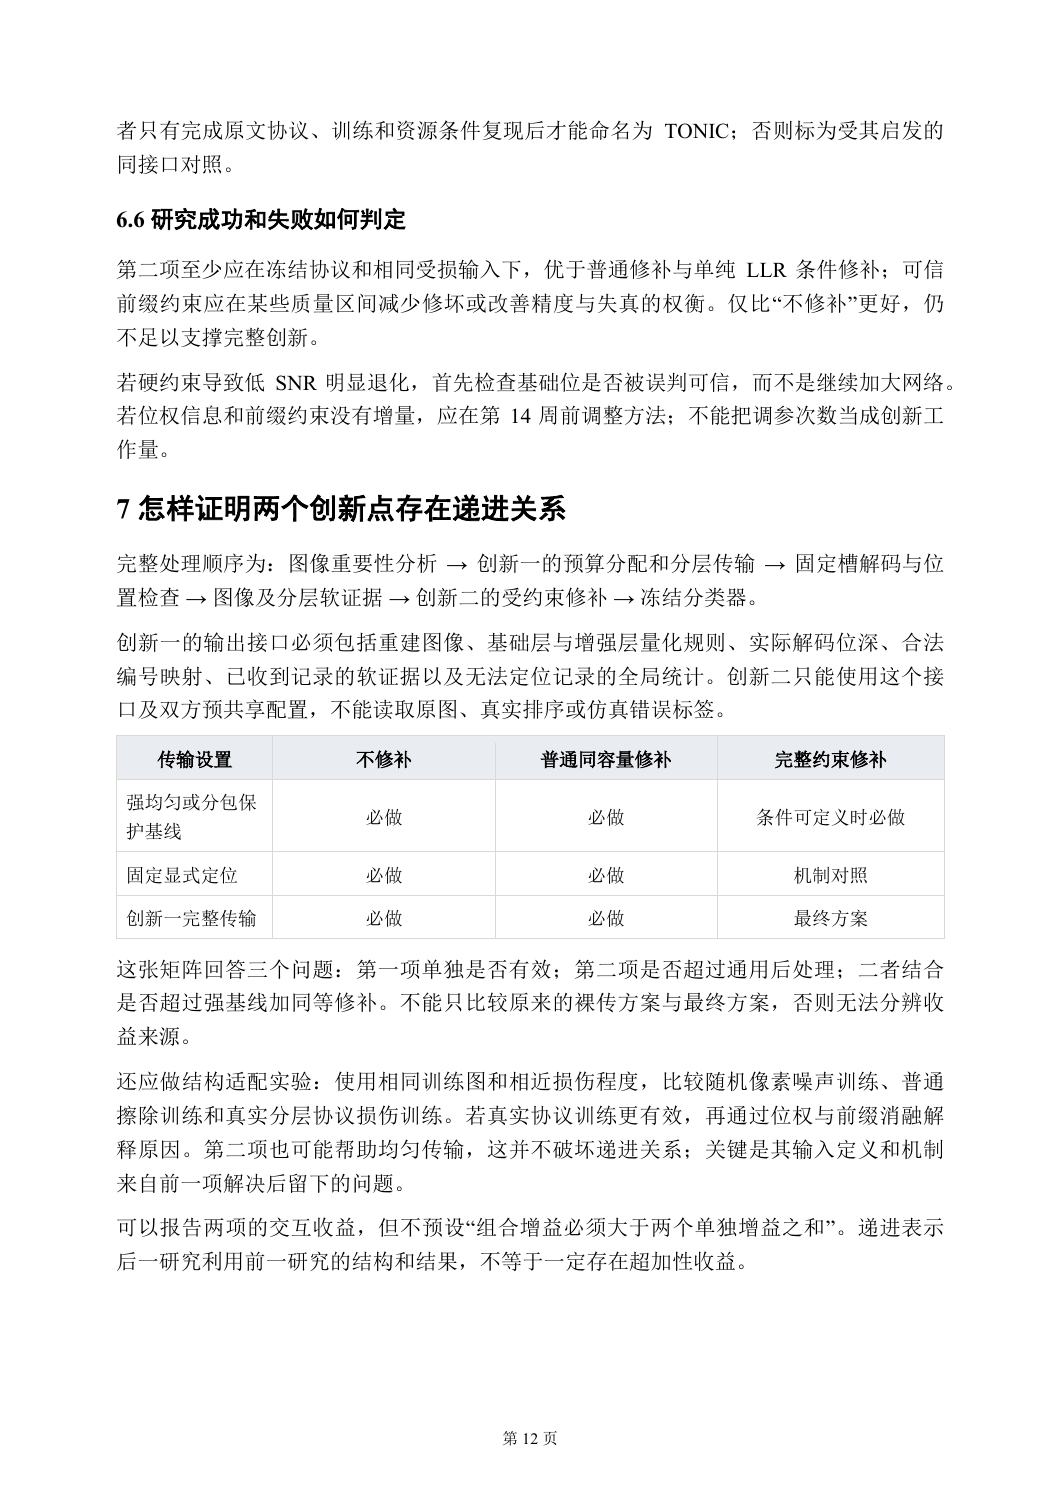 者只有完成原文协议、训练和资源条件复现后才能命名为 TONIC；否则标为受其启发的
同接口对照。
6.6 研究成功和失败如何判定
第二项至少应在冻结协议和相同受损输入下，优于普通修补与单纯 LLR 条件修补；可信
前缀约束应在某些质量区间减少修坏或改善精度与失真的权衡。仅比“不修补”更好，仍
不足以支撑完整创新。
若硬约束导致低 SNR 明显退化，首先检查基础位是否被误判可信，而不是继续加大网络。
若位权信息和前缀约束没有增量，应在第 14 周前调整方法；不能把调参次数当成创新工
作量。
7 怎样证明两个创新点存在递进关系
完整处理顺序为：图像重要性分析 → 创新一的预算分配和分层传输 → 固定槽解码与位
置检查 → 图像及分层软证据 → 创新二的受约束修补 → 冻结分类器。
创新一的输出接口必须包括重建图像、基础层与增强层量化规则、实际解码位深、合法
编号映射、已收到记录的软证据以及无法定位记录的全局统计。创新二只能使用这个接
口及双方预共享配置，不能读取原图、真实排序或仿真错误标签。
传输设置 不修补 普通同容量修补 完整约束修补
强均匀或分包保
护基线 必做 必做 条件可定义时必做
固定显式定位 必做 必做 机制对照
创新一完整传输 必做 必做 最终方案
这张矩阵回答三个问题：第一项单独是否有效；第二项是否超过通用后处理；二者结合
是否超过强基线加同等修补。不能只比较原来的裸传方案与最终方案，否则无法分辨收
益来源。
还应做结构适配实验：使用相同训练图和相近损伤程度，比较随机像素噪声训练、普通
擦除训练和真实分层协议损伤训练。若真实协议训练更有效，再通过位权与前缀消融解
释原因。第二项也可能帮助均匀传输，这并不破坏递进关系；关键是其输入定义和机制
来自前一项解决后留下的问题。
可以报告两项的交互收益，但不预设“组合增益必须大于两个单独增益之和”。递进表示
后一研究利用前一研究的结构和结果，不等于一定存在超加性收益。
第 12 页